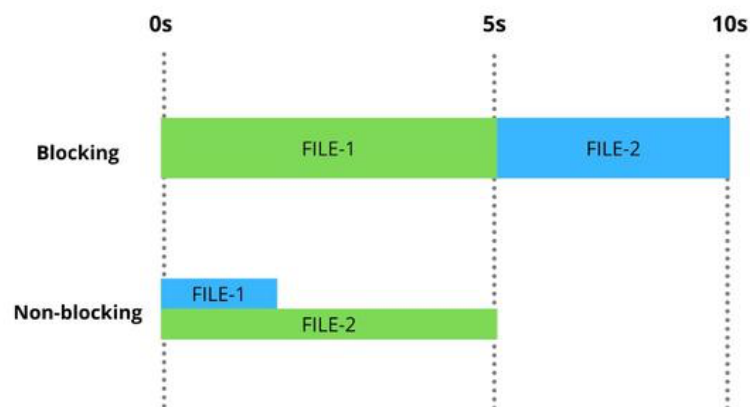 0s 5s 10s
Blocking FILE-1 FILE-2
FILE-1
Non-blocking
FILE-2